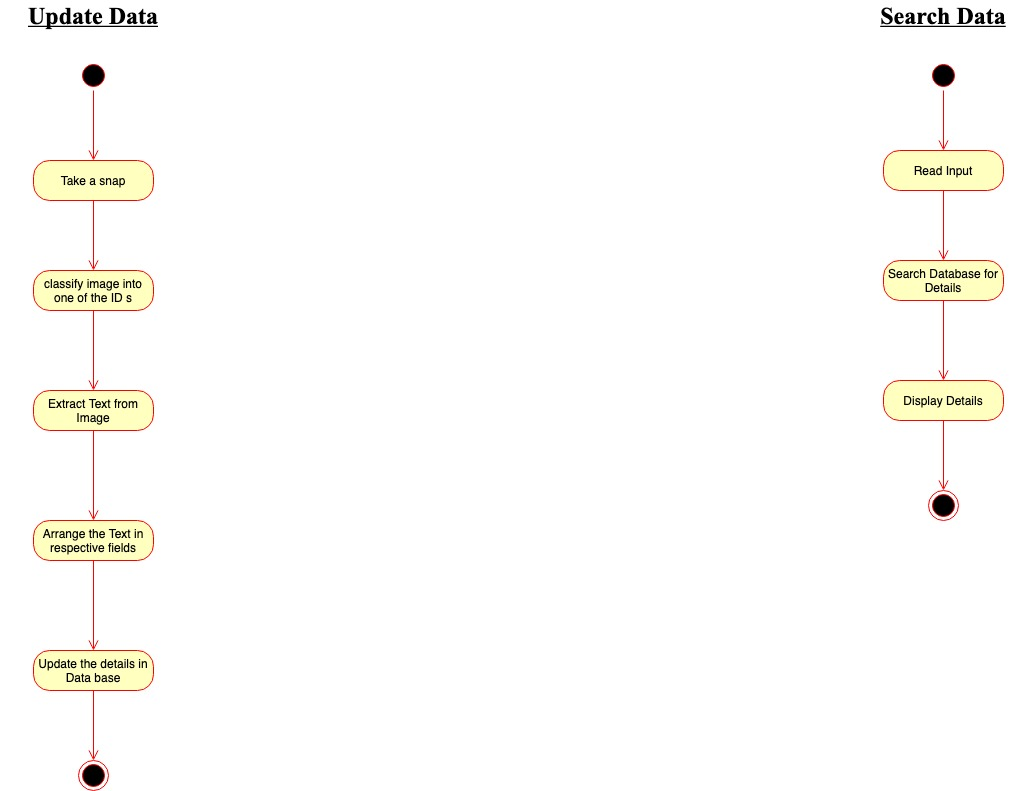 Update Data
Take a snap
classify image into
one of the ID s
Extract Text from
Image
Arrange the Text in
respective fields
Update the details in
Data base
Search Data
Read Input
Search Database for
Details
Display Details